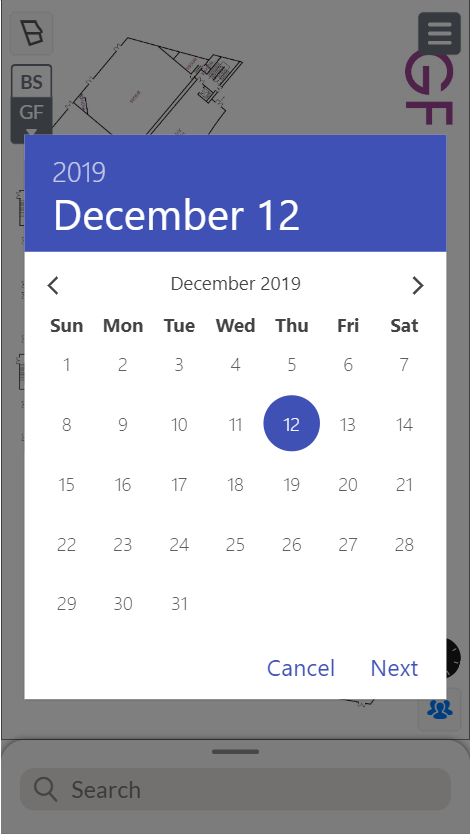 BS
GF
GF
2019
December 12
December 2019
Sun Mon Tue Wed Thu Fri Sat
1 2 3 4 5 6 7
8 9 10 11 12 13 14
15 16 17 18 19 20 21
22 23 24 25 26 27 28
29 30 31
Cancel Next
Search